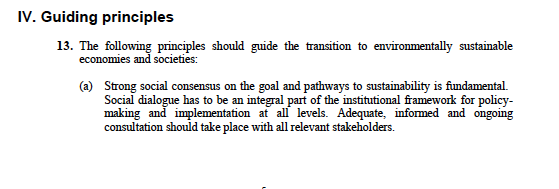 IV. Guiding principles
13. The following principles should guide the transition to environmentally sustainable
economies and societies:
(a) Strong social consensus on the goal and pathways to sustainability is fundamental.
Social dialogue has to be an integral part of the institutional framework for policy-
making and implementation at all levels. Adequate, informed and ongoing
consultation should take place with all relevant stakeholders.